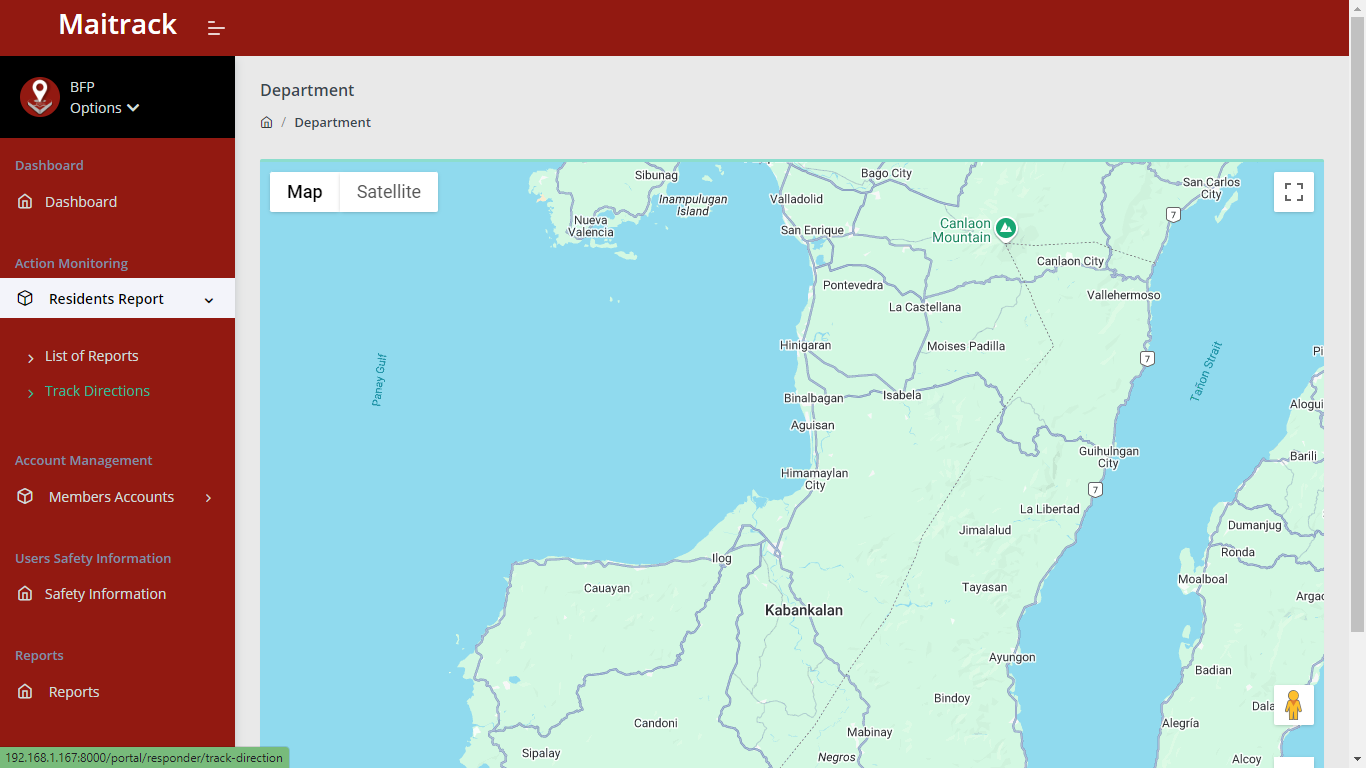 Maitrack
BFP
Options
Dashboard
Dashboard
Action Monitoring
Residents Report
List of Reports
Track Directions
Account Management
Members Accounts
Users Safety Information
Safety Information
Reports
Reports
192.168.1.167:8000/portal/responder/track-direction
Department
/ Department
Map
Satellite
Sibunag
Inampulugan
Island
Nueva
Valencia
Bago City
Valladolid
San Enrique
San Carlos
City
7
Canlaon
Mountain
Canlaon City
Pontevedra
La Castellana
Vallehermoso
Hinigaran
Moises Padilla
7
Tañon Strait
Pi
Panay Gulf
Binalbagan
Isabela
Alogui
Aguisan
Himamaylan
City
Guihulngan
City
Barili
7
La Libertad
Jimalalud
Dumanjug
Ronda
Ilog
Cauayan
Tayasan
Moalboal
Argao
Kabankalan
Ayungon
Badian
Bindoy
Dala
Candoni
Mabinay
Alegría
Sipalay
Negros
Alcoy